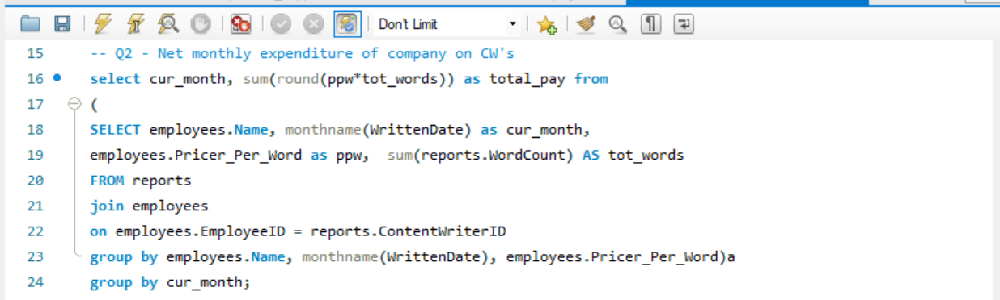 Don't Limit
15 -- Q2 - Net monthly expenditure of company on CW's
16 select cur_month, sum(round(ppw*tot_words)) as total_pay from
17 (
18 SELECT employees.Name, monthname(WrittenDate) as cur_month,
19 employees.Pricer_Per_Word as ppw,  sum(reports.WordCount) AS tot_words
20 FROM reports
21 join employees
22 on employees.EmployeeID = reports.ContentWriterID
23 group by employees.Name, monthname(WrittenDate), employees.Pricer_Per_Word)a
24 group by cur_month;